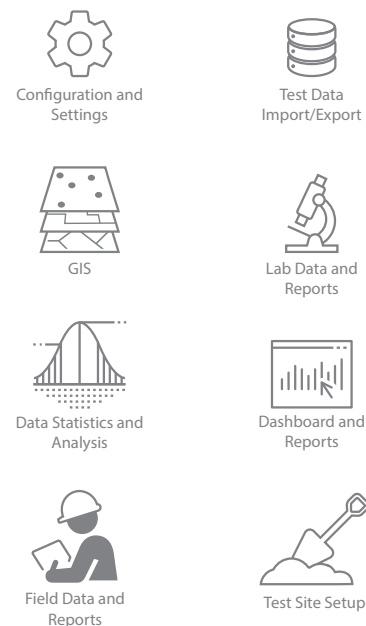 Configuration and
Settings
Test Data
Import/Export
GIS
Lab Data and
Reports
Data Statistics and
Analysis
Dashboard and
Reports
Field Data and
Reports
Test Site Setup